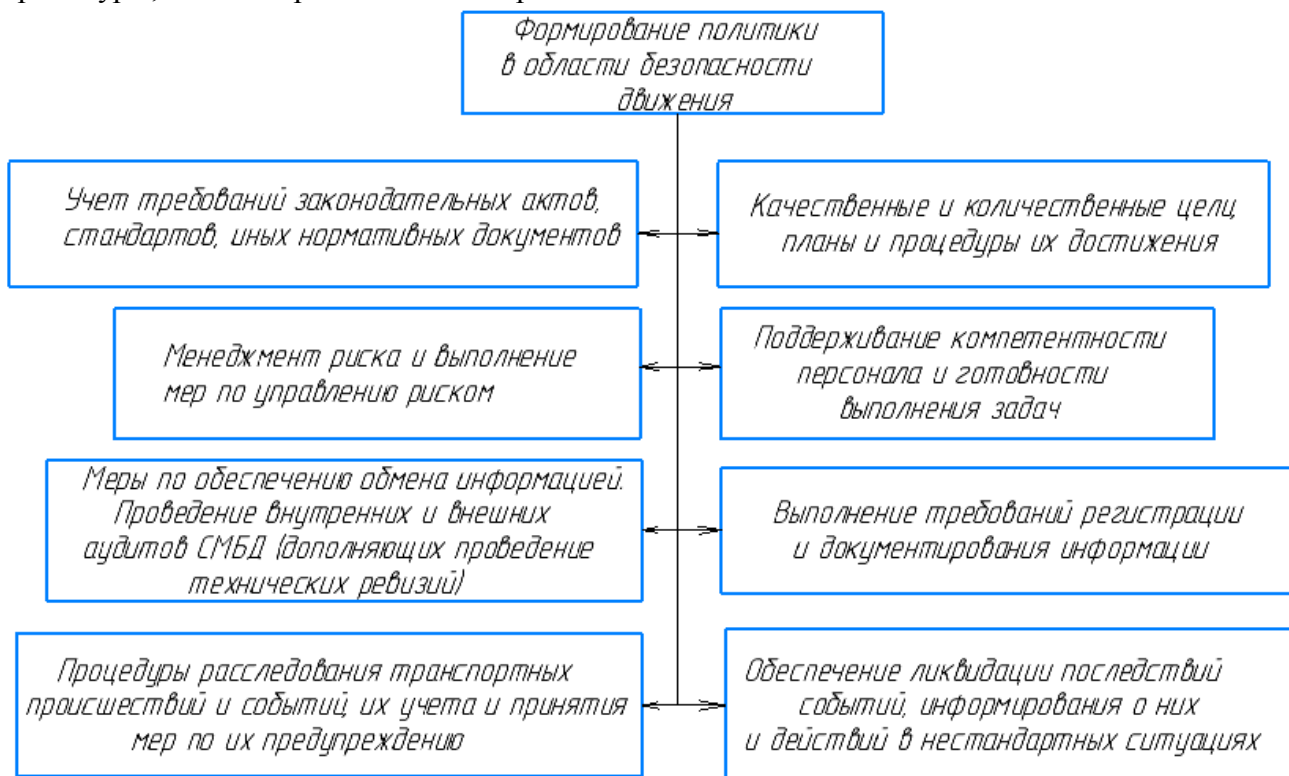 Формирование политики
в области безопасности
движения
Учет требований законодательных актов,
стандартов, иных нормативных документов
Качественные и количественные цели,
планы и процедуры их достижения
Менеджмент риска и выполнение
мер по управлению риском
Поддерживание компетентности
персонала и готовности
выполнения задач
Меры по обеспечению обмена информацией.
Проведение внутренних и внешних
аудитов СМБД (дополняющих проведение
технических ревизий)
Выполнение требований регистрации
и документирования информации
Процедуры расследования транспортных
происшествий и событий, их учета и принятия
мер по их предупреждению
Обеспечение ликвидации последствий
событий, информирования о них
и действий в нестандартных ситуациях